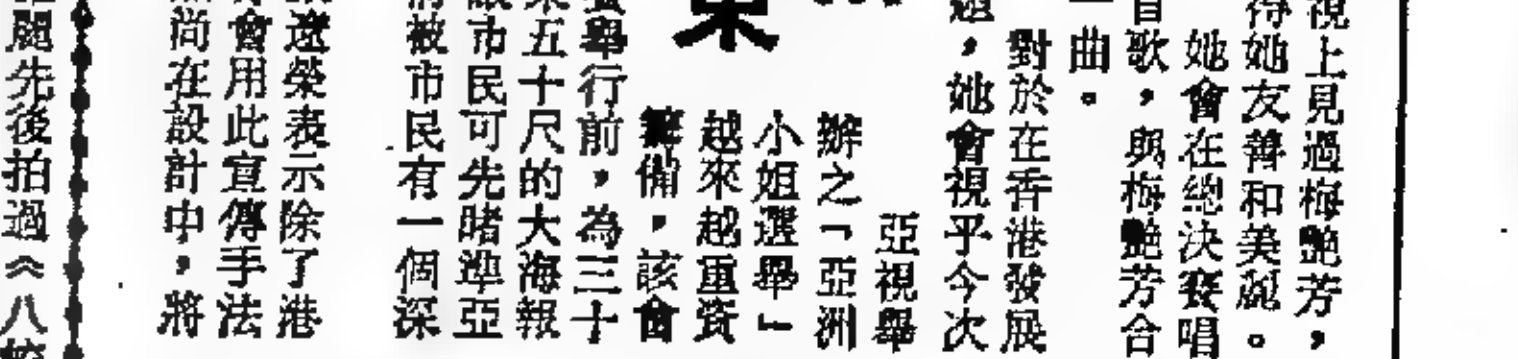 視上見過梅艷芳，
得她友善和美麗。
她會在總決賽唱
首歌，與梅艷芳合
一曲。
對於在香港發展
，她會視乎今次
亞視舉
辦之「亞洲
小姐選舉」
越來越重資
籌備，該會
舉行前，為三十
五十尺的大海報
市民可先睹準亞
被市民有一個深
遼榮表示除了港
會用此宣傳手法
尚在設計中，將
先後拍過《八